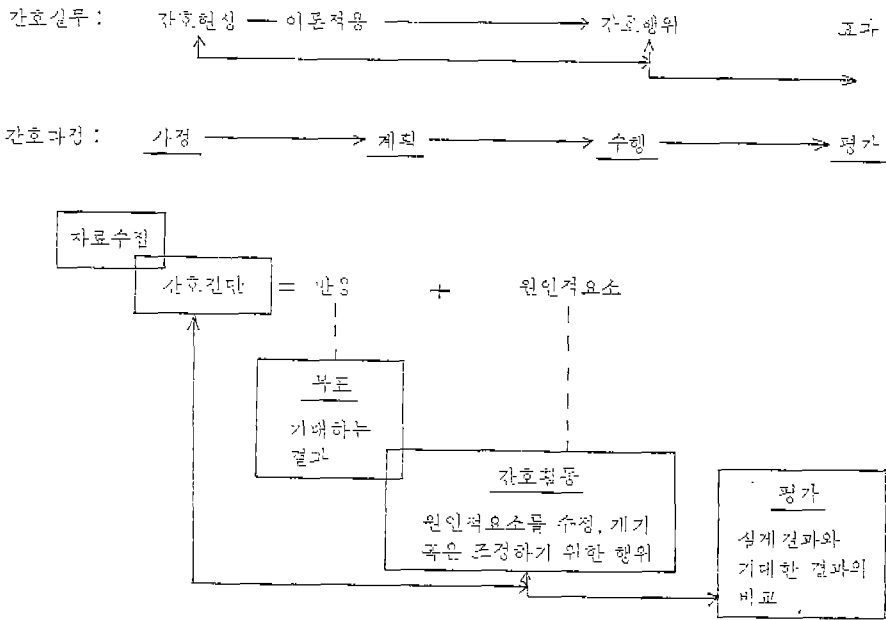 간호실무 : 간호현상 이론적용 간호행위 효과
간호과정 : 사정 계획 수행 평가
자료수집
간호진단 = 반응 + 원인적요소
목표
기대하는
결과
간호활동
원인적요소를 수정, 제거
혹은 조정하기 위한 행위
평가
실제결과와
기대한 결과의
비교